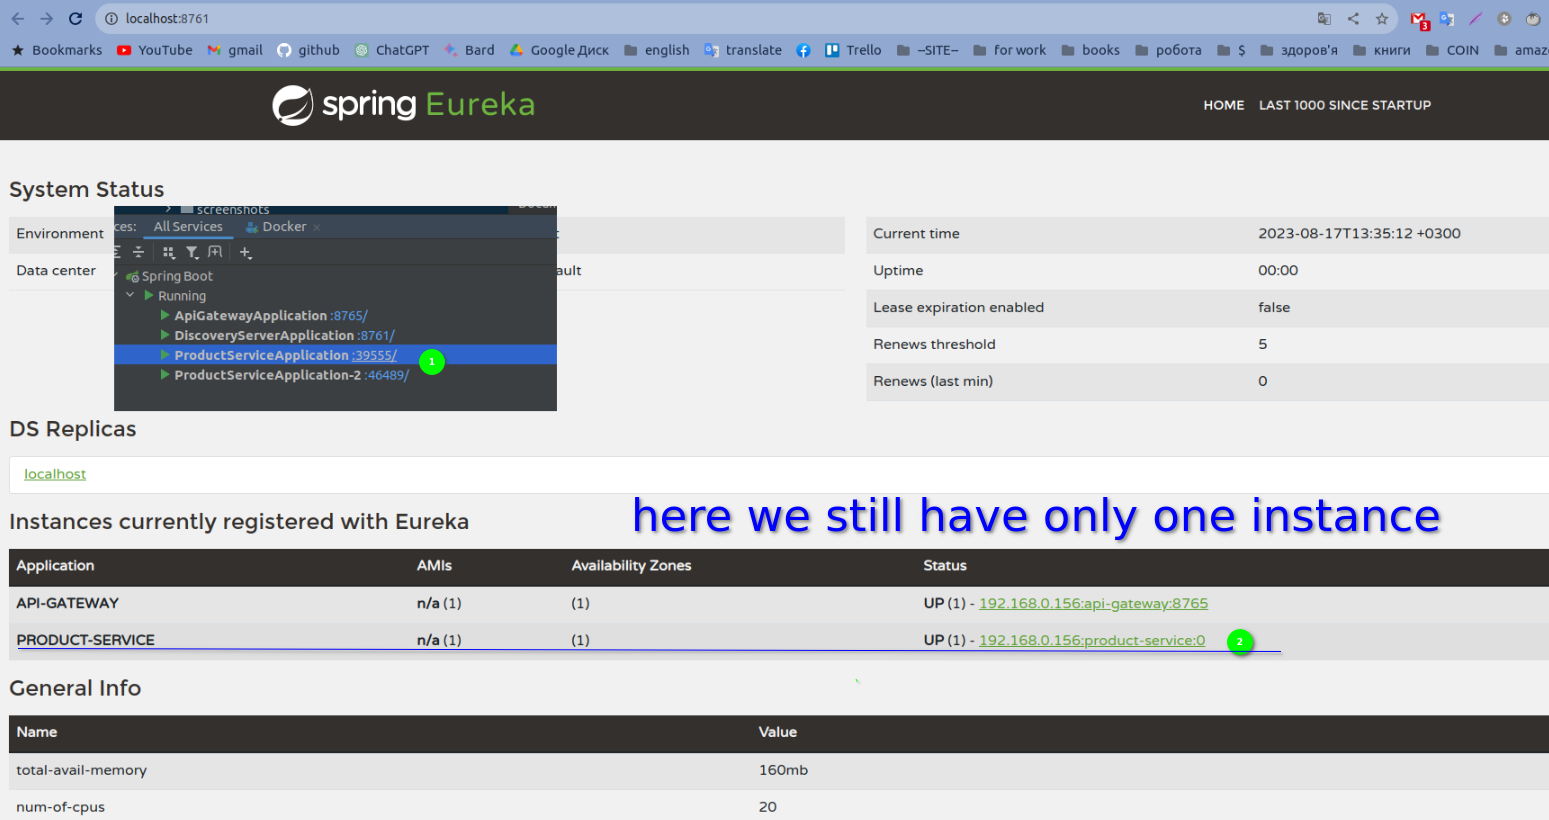 localhost:8761
3
Bookmarks YouTube gmail github ChatGPT Bard Google Диск english translate Trello –SITE– for work books робота $ здоров'я книги COIN
spring Eureka
HOME LAST 1000 SINCE STARTUP
System Status
screenshots
ces: All Services Docker ×
Spring Boot
Running
ApiGatewayApplication :8765/
DiscoveryServerApplication :8761/
ProductServiceApplication :39555/
1
ProductServiceApplication-2 :46489/
Environment
Data center
Current time 2023-08-17T13:35:12 +0300
Uptime 00:00
Lease expiration enabled false
Renews threshold 5
Renews (last min) 0
DS Replicas
localhost
here we still have only one instance
Instances currently registered with Eureka
Application AMIs Availability Zones Status
API-GATEWAY n/a (1) (1) UP (1) - 192.168.0.156:api-gateway:8765
PRODUCT-SERVICE n/a (1) (1) UP (1) - 192.168.0.156:product-service:0
2
General Info
Name Value
total-avail-memory 160mb
num-of-cpus 20